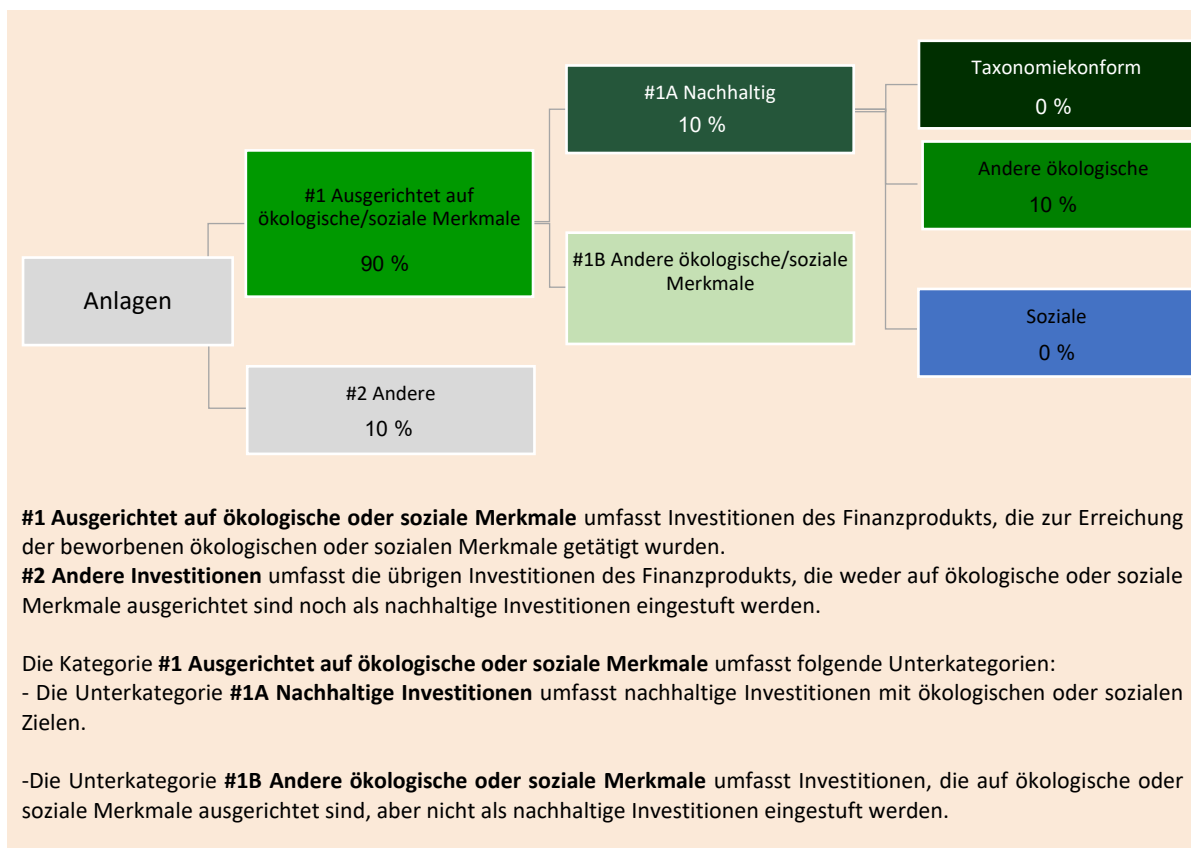 Anlagen
#1 Ausgerichtet auf
ökologische/soziale Merkmale
90 %
#2 Andere
10 %
#1A Nachhaltig
10 %
#1B Andere ökologische/soziale
Merkmale
Taxonomiekonform
0 %
Andere ökologische
10 %
Soziale
0 %
#1 Ausgerichtet auf ökologische oder soziale Merkmale umfasst Investitionen des Finanzprodukts, die zur Erreichung
der beworbenen ökologischen oder sozialen Merkmale getätigt wurden.
#2 Andere Investitionen umfasst die übrigen Investitionen des Finanzprodukts, die weder auf ökologische oder soziale
Merkmale ausgerichtet sind noch als nachhaltige Investitionen eingestuft werden.
Die Kategorie #1 Ausgerichtet auf ökologische oder soziale Merkmale umfasst folgende Unterkategorien:
- Die Unterkategorie #1A Nachhaltige Investitionen umfasst nachhaltige Investitionen mit ökologischen oder sozialen
Zielen.
-Die Unterkategorie #1B Andere ökologische oder soziale Merkmale umfasst Investitionen, die auf ökologische oder
soziale Merkmale ausgerichtet sind, aber nicht als nachhaltige Investitionen eingestuft werden.